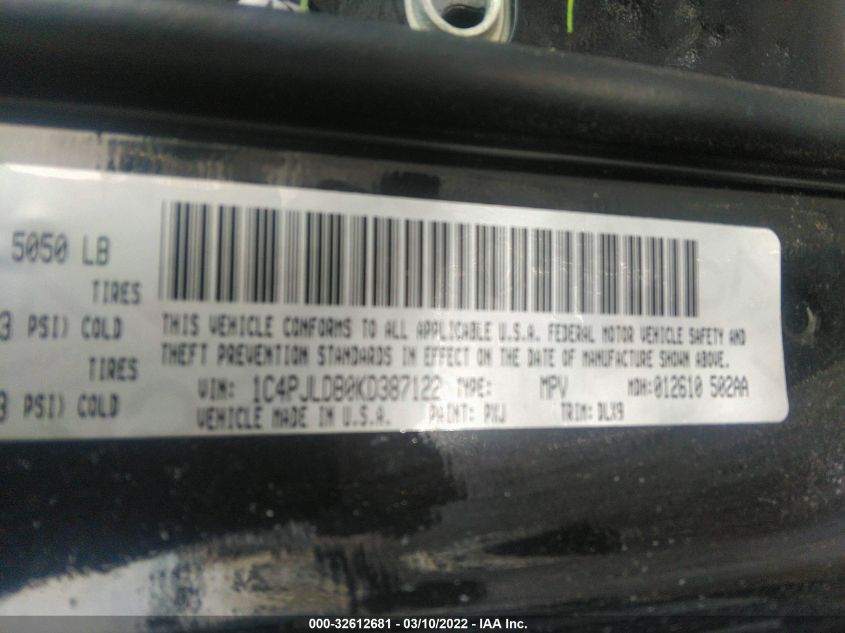 5050 LB
TIRES
3 PSI) COLD
TIRES
3 PSI) COLD
THIS VEHICLE CONFORMS TO ALL APPLICABLE U.S.A. FEDERAL MOTOR VEHICLE SAFETY AND
THEFT PREVENTION STANDARDS IN EFFECT ON THE DATE OF MANUFACTURE SHOWN ABOVE.
VIN: 1C4PJLDB0KD387122 TYPE: MPV MDH:012610 502AA
VEHICLE MADE IN U.S.A. PAINT: PXJ TRIM: DLX9
000-32612681 - 03/10/2022 - IAA Inc.